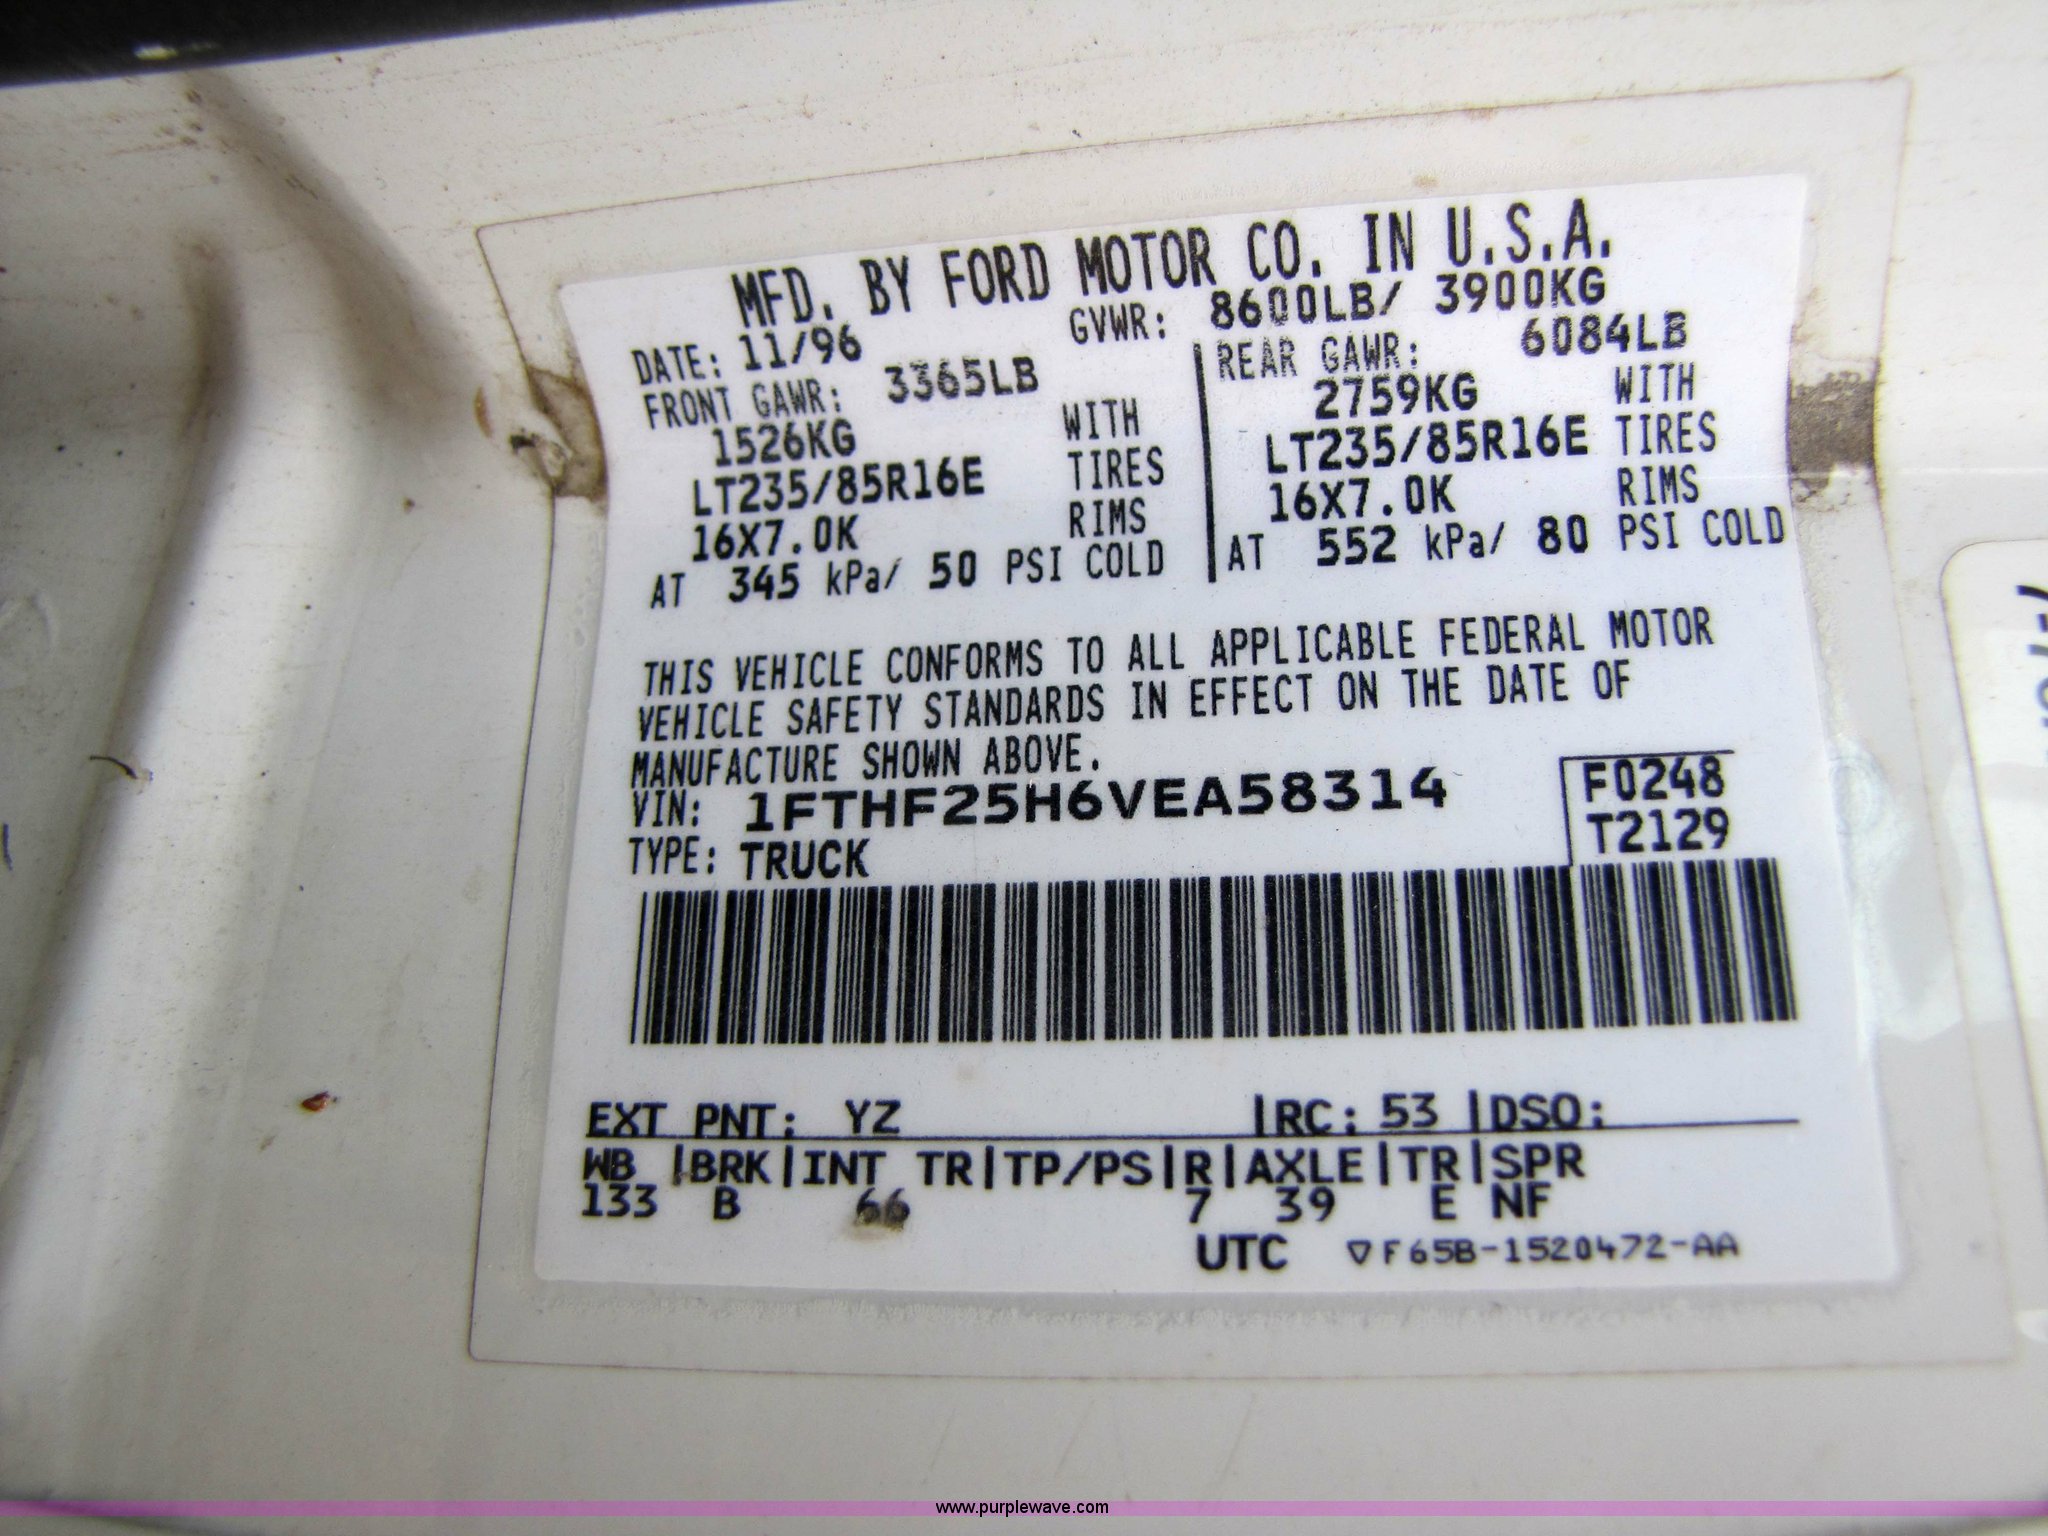 MFD. BY FORD MOTOR CO. IN U.S.A.
DATE: 11/96 GVWR: 8600LB/ 3900KG
FRONT GAWR: 3365LB
1526KG WITH
LT235/85R16E TIRES
16X7.0K RIMS
AT 345 kPa/ 50 PSI COLD
REAR GAWR: 6084LB
2759KG WITH
LT235/85R16E TIRES
16X7.0K RIMS
AT 552 kPa/ 80 PSI COLD
THIS VEHICLE CONFORMS TO ALL APPLICABLE FEDERAL MOTOR
VEHICLE SAFETY STANDARDS IN EFFECT ON THE DATE OF
MANUFACTURE SHOWN ABOVE.
VIN: 1FTHF25H6VEA58314 F0248
TYPE: TRUCK T2129
EXT PNT: YZ |RC: 53 |DSO:
WB |BRK|INT TR|TP/PS|R|AXLE|TR|SPR
133 B 66 7 39 E NF
UTC ▽F65B-1520472-AA
www.purplewave.com